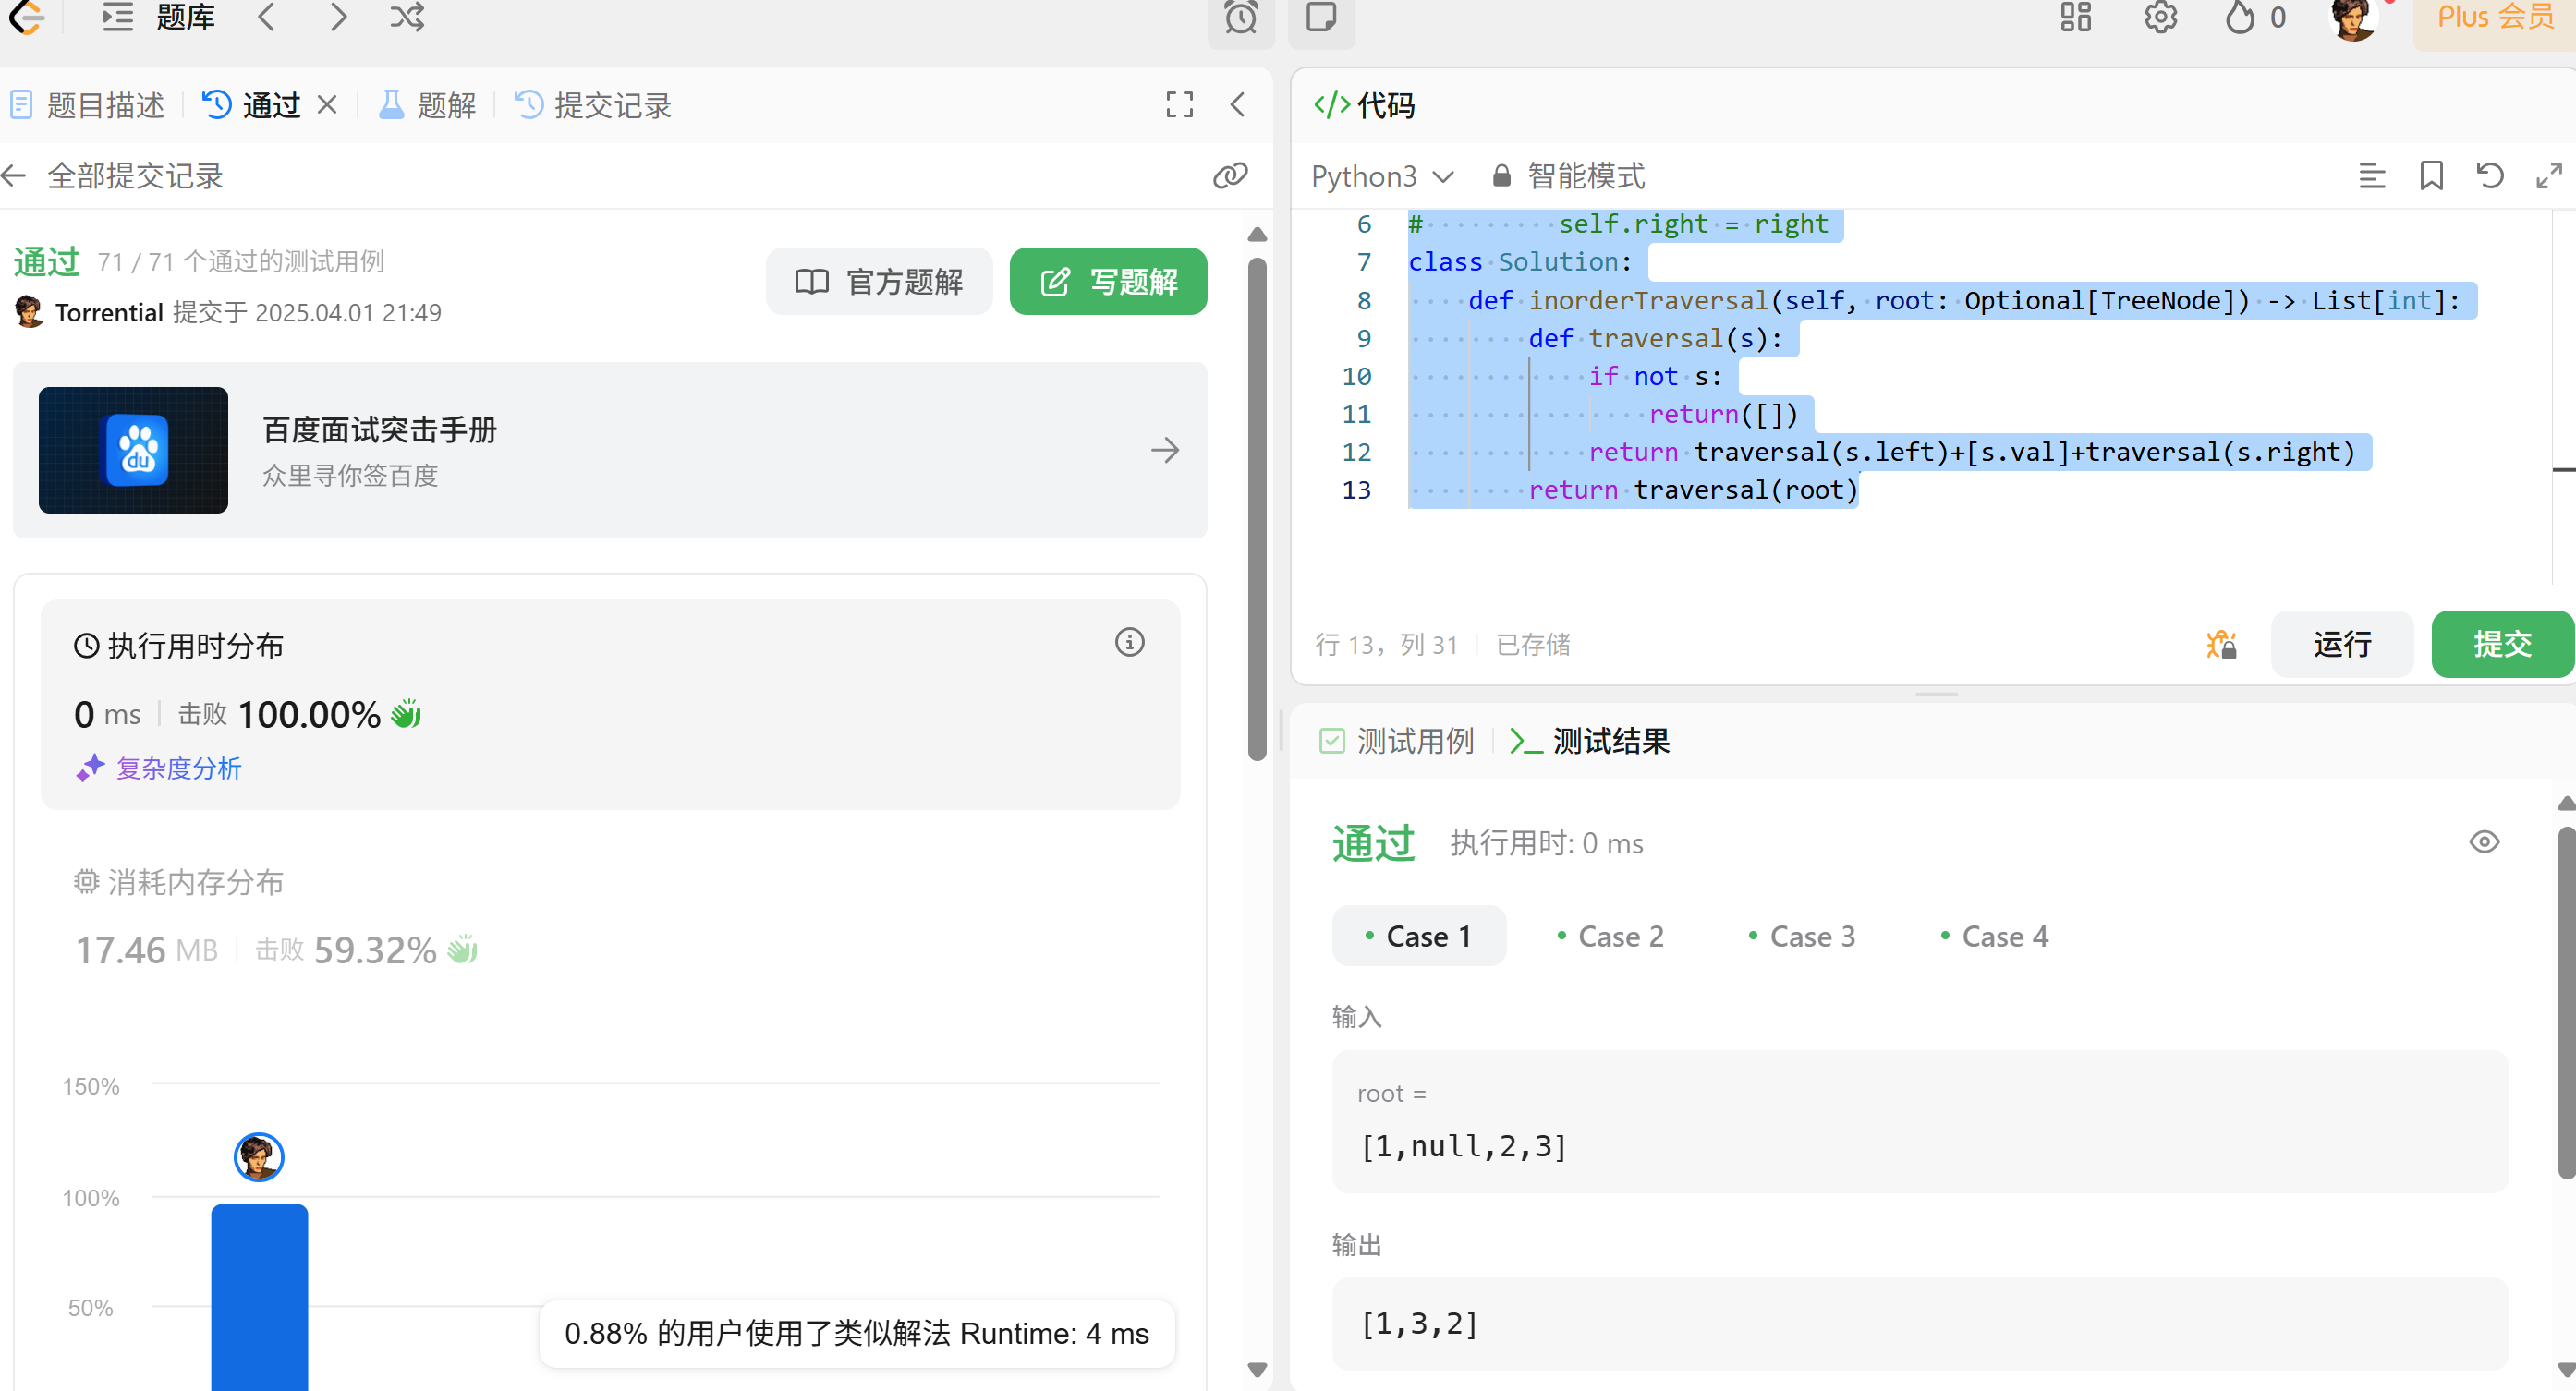 题库
0
Plus 会员
题目描述
通过
题解
提交记录
全部提交记录
通过 71 / 71 个通过的测试用例
官方题解
写题解
Torrential 提交于 2025.04.01 21:49
du
百度面试突击手册
众里寻你签百度
执行用时分布
0 ms 击败 100.00%
复杂度分析
消耗内存分布
17.46 MB 击败 59.32%
150%
100%
50%
0.88% 的用户使用了类似解法 Runtime: 4 ms
</> 代码
Python3 智能模式
6 #         self.right = right
7 class Solution:
8     def inorderTraversal(self, root: Optional[TreeNode]) -> List[int]:
9         def traversal(s):
10             if not s:
11                 return([])
12             return traversal(s.left)+[s.val]+traversal(s.right)
13         return traversal(root)
行 13，列 31 已存储
运行
提交
测试用例
测试结果
通过 执行用时: 0 ms
Case 1
Case 2
Case 3
Case 4
输入
root =
[1,null,2,3]
输出
[1,3,2]